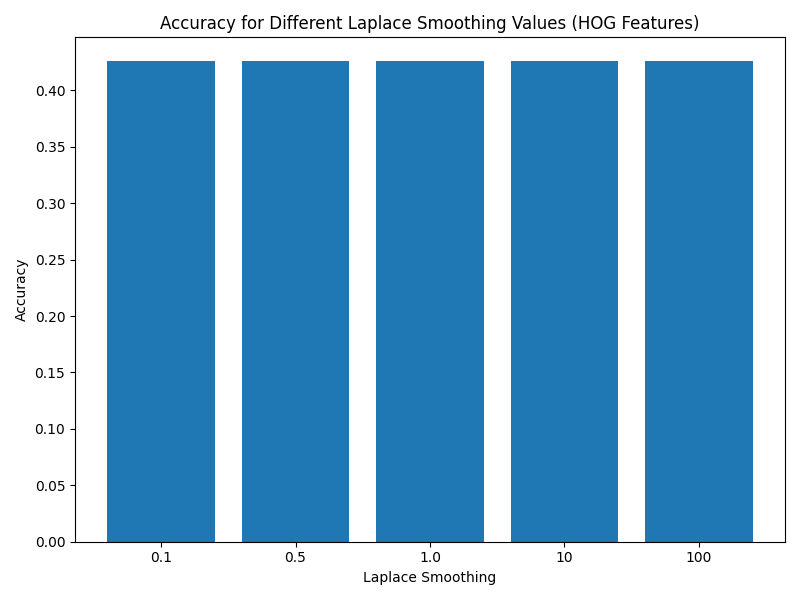 Accuracy for Different Laplace Smoothing Values (HOG Features)
0.40
0.35
0.30
0.25
0.20
0.15
0.10
0.05
0.00
Accuracy
0.1 0.5 1.0 10 100
Laplace Smoothing